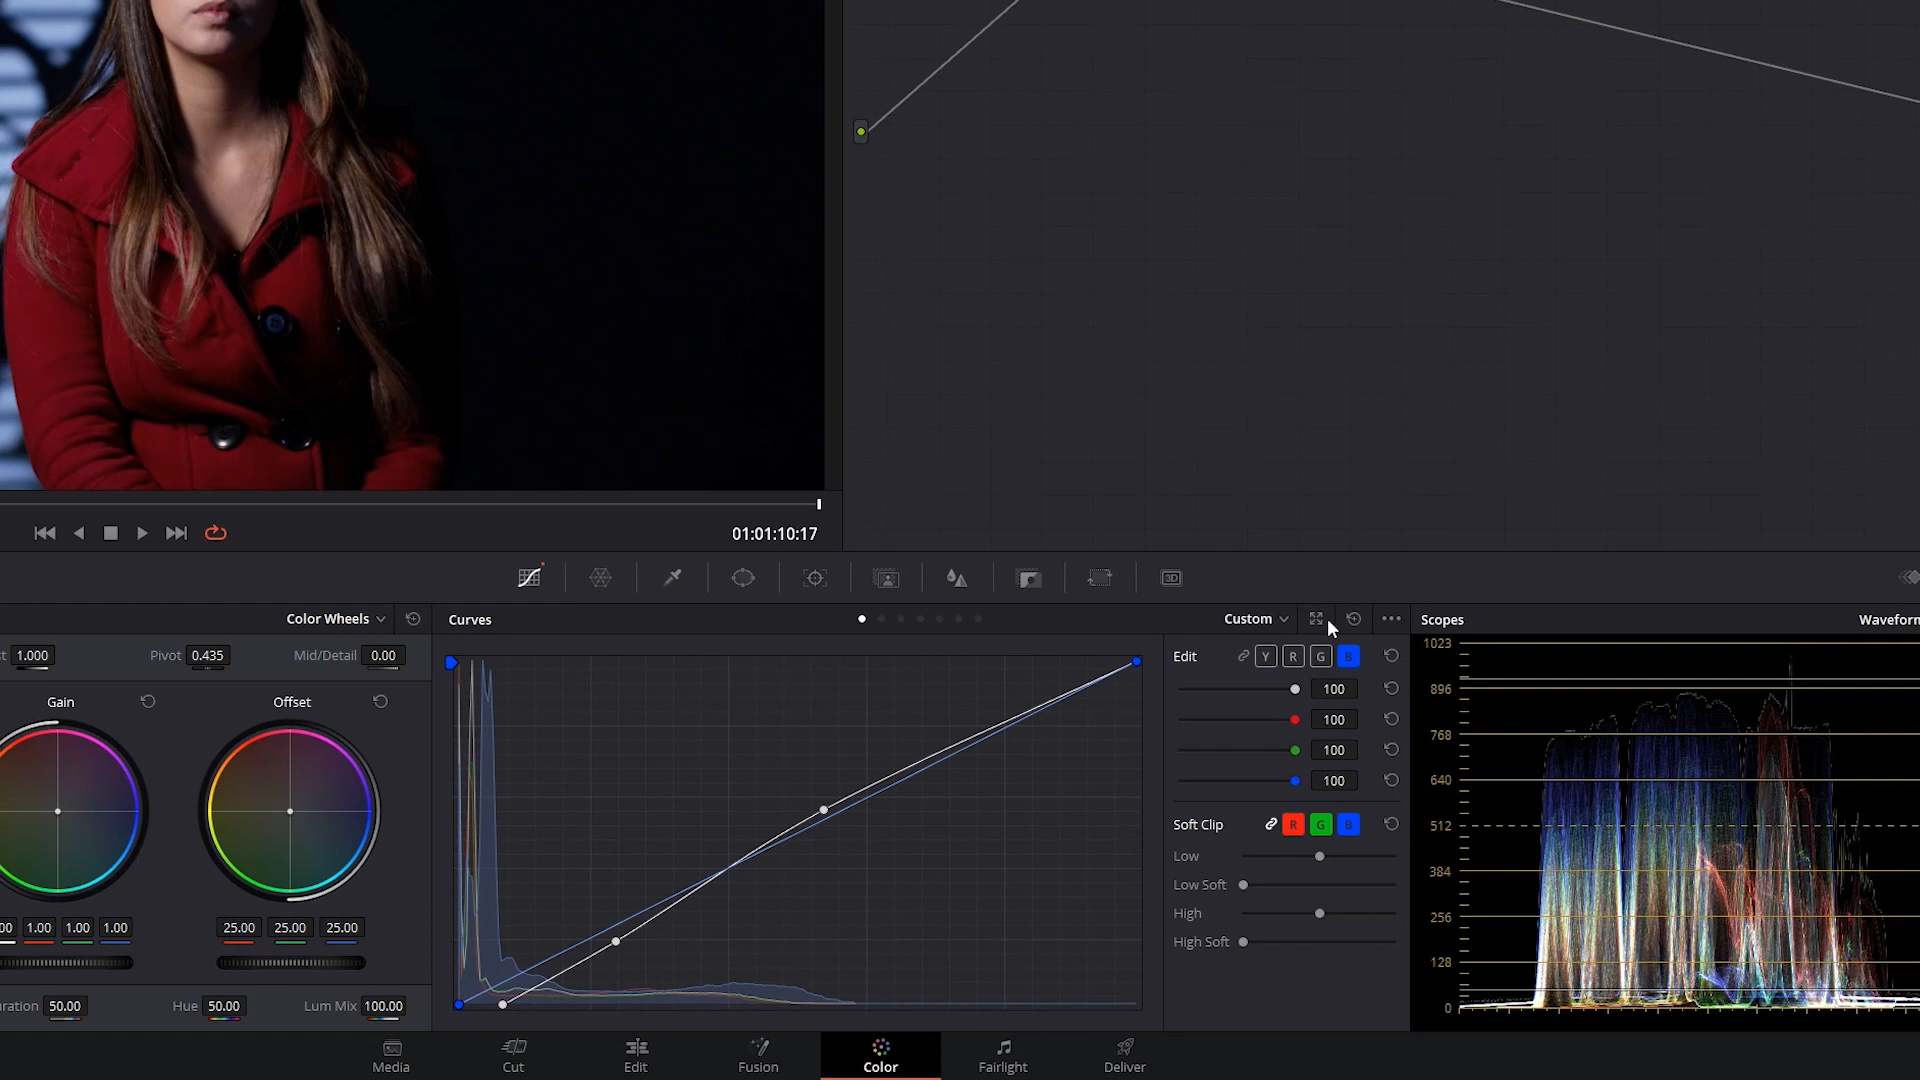 01:01:10:17
3D
Color Wheels
Curves
Custom
Scopes
Waveform
1.000
Pivot 0.435
Mid/Detail 0.00
Edit Y R G B
100
100
100
100
Gain
Offset
Soft Clip R G B
Low
Low Soft
High
High Soft
1.00 1.00 1.00
25.00 25.00 25.00
50.00
Hue 50.00
Lum Mix 100.00
1023
896
768
640
512
384
256
128
0
Media
Cut
Edit
Fusion
Color
Fairlight
Deliver